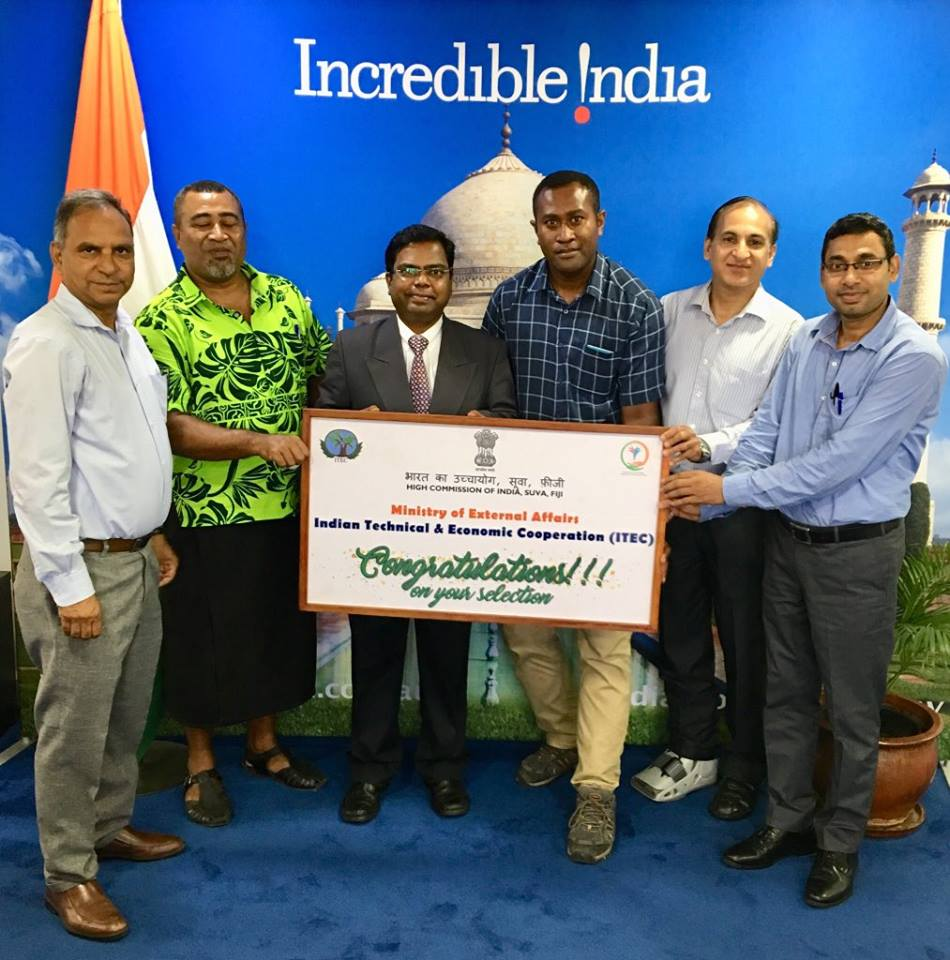 Incredible !ndia
ITEC
भारत का उच्चायोग, सूवा, फ़ीजी
HIGH COMMISSION OF INDIA, SUVA, FIJI
Ministry of External Affairs
Indian Technical & Economic Cooperation (ITEC)
Congratulations!!!
on your selection